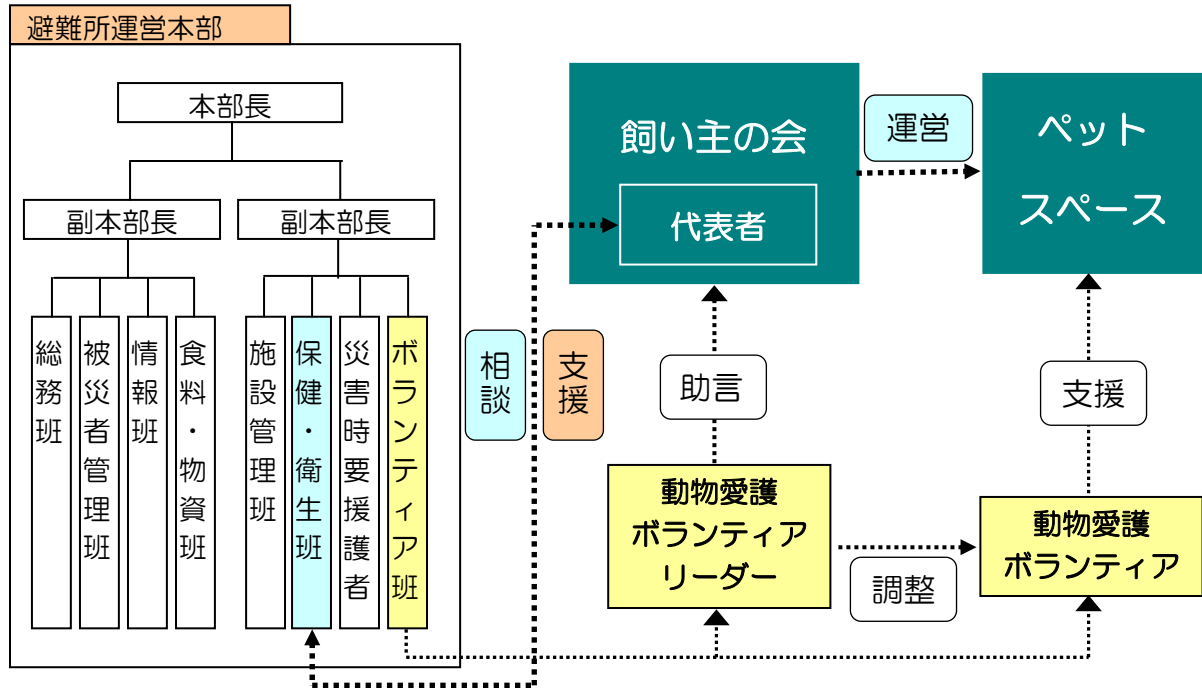 避難所運営本部
本部長
副本部長
副本部長
総務班
被災者管理班
情報班
食料・物資班
施設管理班
保健・衛生班
災害時要援護者
ボランティア班
相談
支援
飼い主の会
代表者
運営
ペット
スペース
助言
支援
動物愛護
ボランティア
リーダー
調整
動物愛護
ボランティア